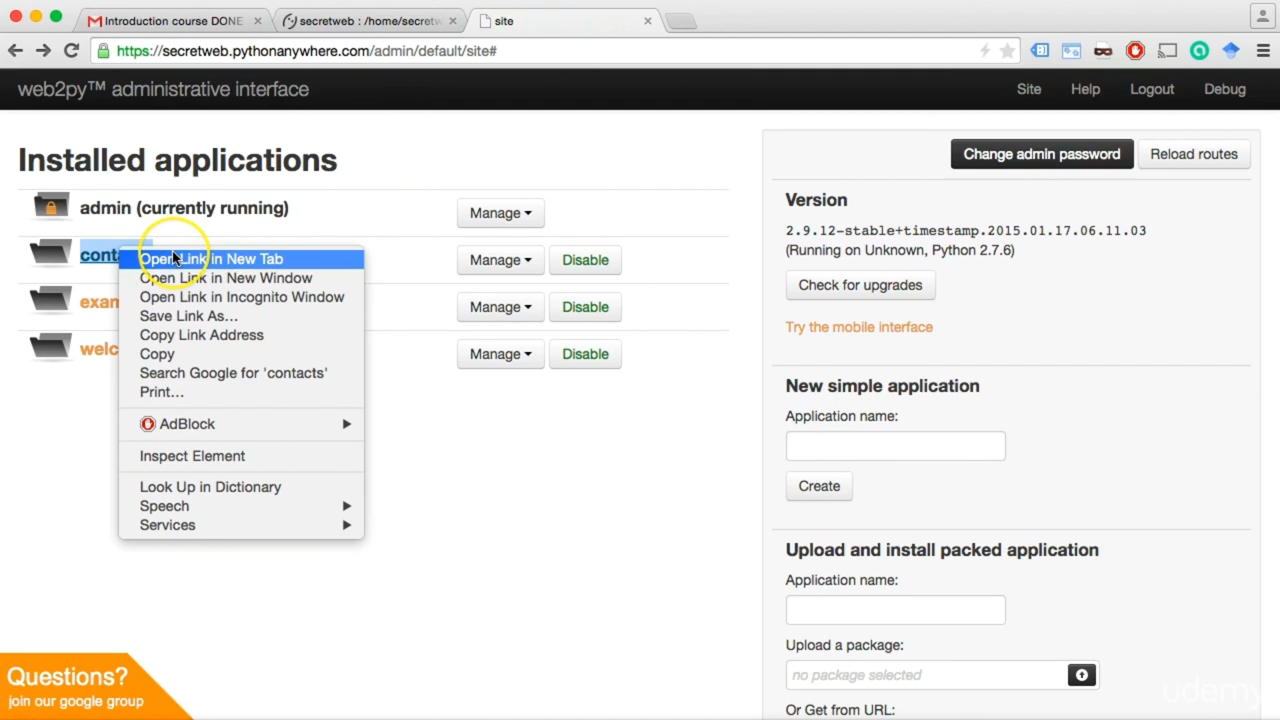 Introduction course DONE
secretweb : /home/secretw
site
https://secretweb.pythonanywhere.com/admin/default/site#
web2py™ administrative interface
Site
Help
Logout
Debug
Installed applications
admin (currently running)
Manage
conta
Manage
Disable
exam
Manage
Disable
welc
Manage
Disable
Open Link in New Tab
Open Link in New Window
Open Link in Incognito Window
Save Link As...
Copy Link Address
Copy
Search Google for 'contacts'
Print...
AdBlock
Inspect Element
Look Up in Dictionary
Speech
Services
Change admin password
Reload routes
Version
2.9.12-stable+timestamp.2015.01.17.06.11.03
(Running on Unknown, Python 2.7.6)
Check for upgrades
Try the mobile interface
New simple application
Application name:
Create
Upload and install packed application
Application name:
Upload a package:
no package selected
Or Get from URL:
Questions?
join our google group
udemy